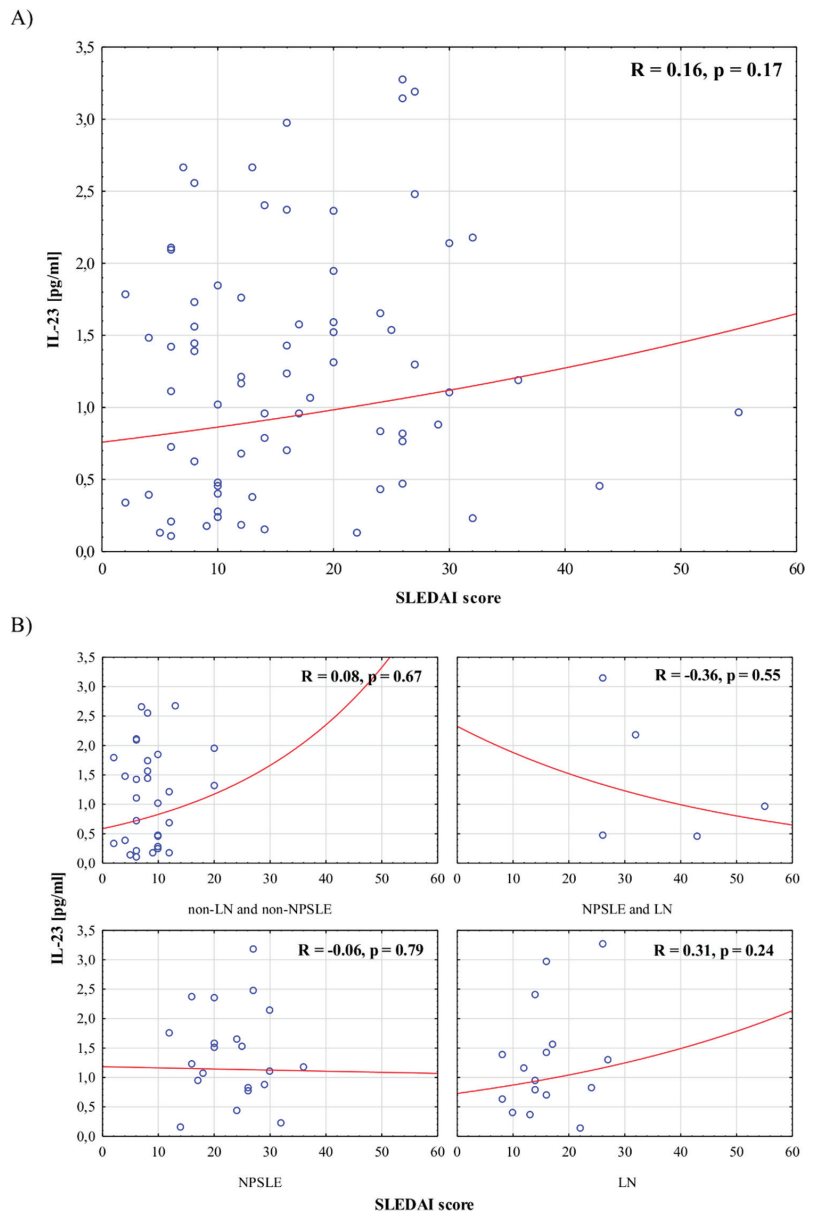 A)
R = 0.16, p = 0.17
3,5
3,0
2,5
2,0
1,5
1,0
0,5
0,0
IL-23 [pg/ml]
0 10 20 30 40 50 60
SLEDAI score
B)
R = 0.08, p = 0.67
3,5
3,0
2,5
2,0
1,5
1,0
0,5
0,0
0 10 20 30 40 50 60
non-LN and non-NPSLE
R = -0.36, p = 0.55
0 10 20 30 40 50 60
NPSLE and LN
IL-23 [pg/ml]
R = -0.06, p = 0.79
3,5
3,0
2,5
2,0
1,5
1,0
0,5
0,0
0 10 20 30 40 50 60
NPSLE
R = 0.31, p = 0.24
0 10 20 30 40 50 60
LN
SLEDAI score